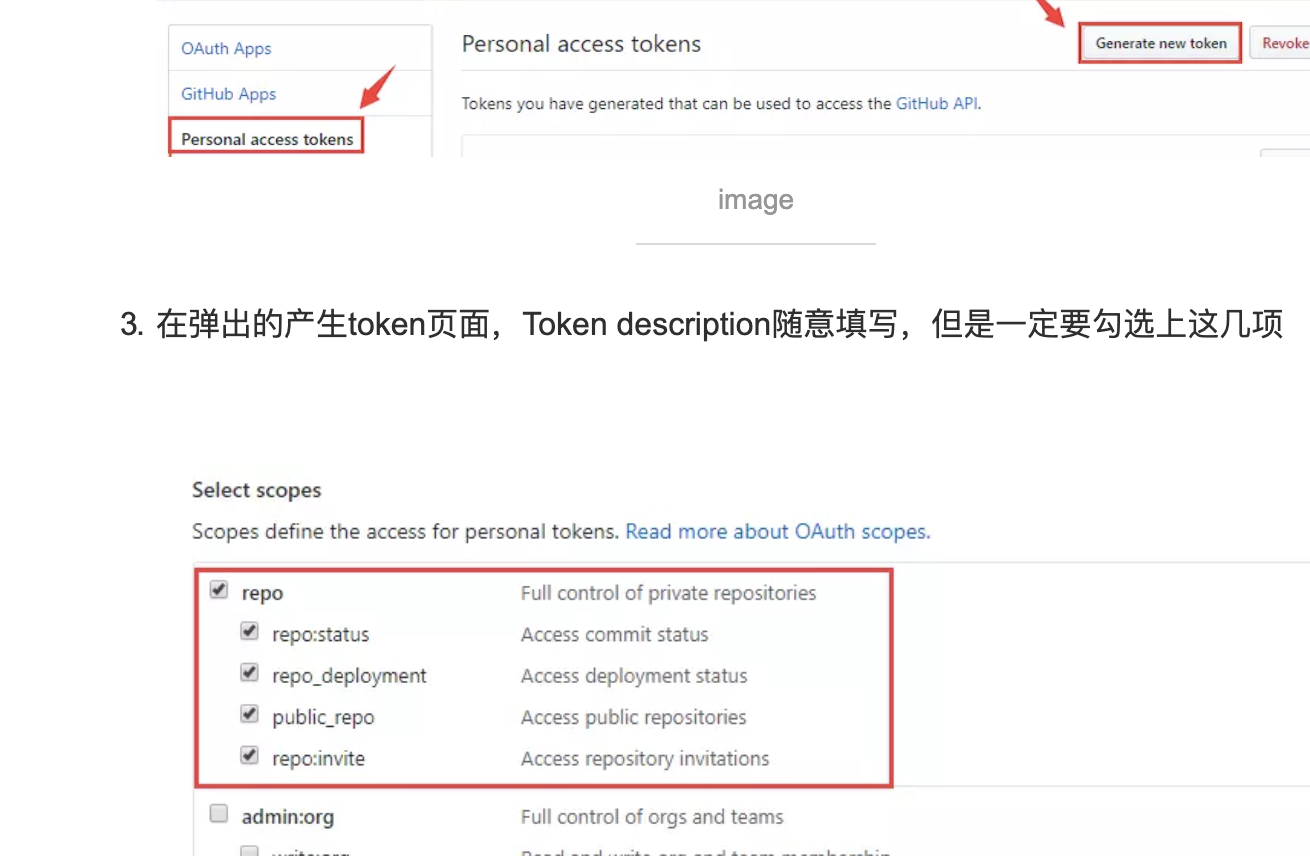 OAuth Apps
Personal access tokens
Generate new token
Revoke
GitHub Apps
Tokens you have generated that can be used to access the GitHub API.
Personal access tokens
image
3. 在弹出的产生token页面，Token description随意填写，但是一定要勾选上这几项
Select scopes
Scopes define the access for personal tokens. Read more about OAuth scopes.
repo Full control of private repositories
repo:status Access commit status
repo_deployment Access deployment status
public_repo Access public repositories
repo:invite Access repository invitations
admin:org Full control of orgs and teams